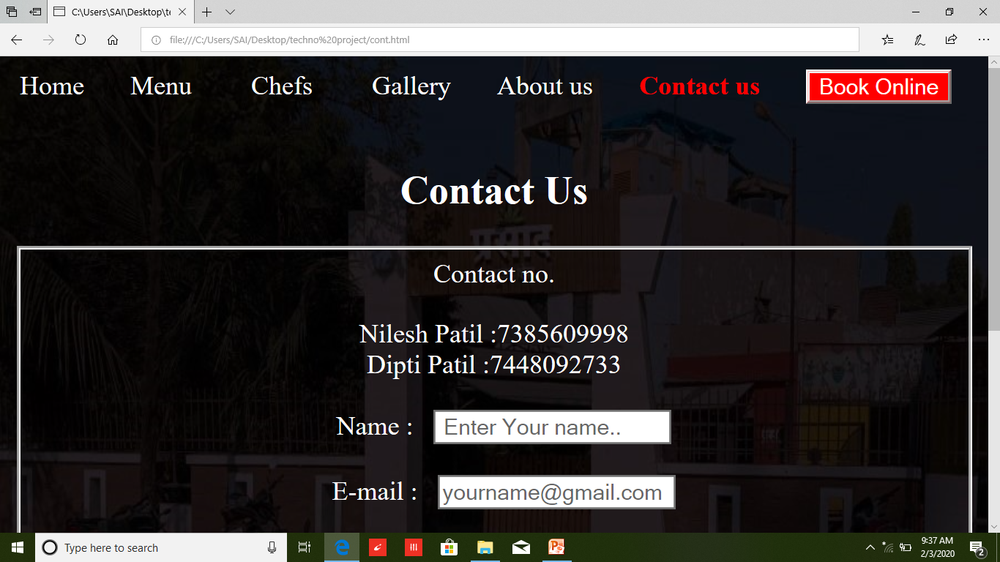 C:\Users\SAI\Desktop\te
file:///C:/Users/SAI/Desktop/techno%20project/cont.html
Home Menu Chefs Gallery About us Contact us Book Online
Contact Us
प्रसाद
Contact no.
Nilesh Patil :7385609998
Dipti Patil :7448092733
Name : Enter Your name..
E-mail : yourname@gmail.com
Type here to search
9:37 AM
2/3/2020
2